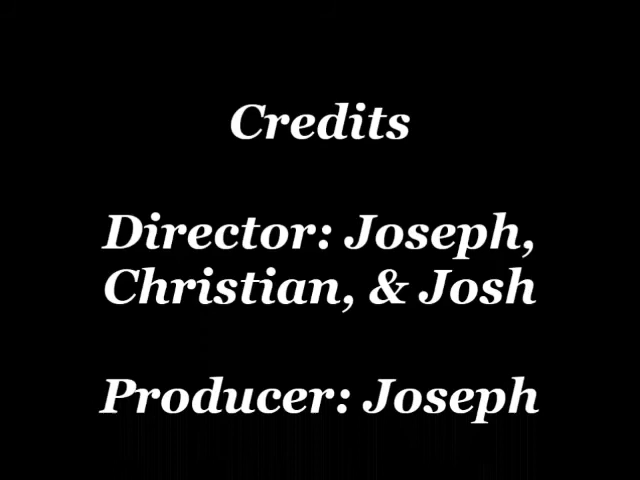 Credits
Director: Joseph,
Christian, & Josh
Producer: Joseph